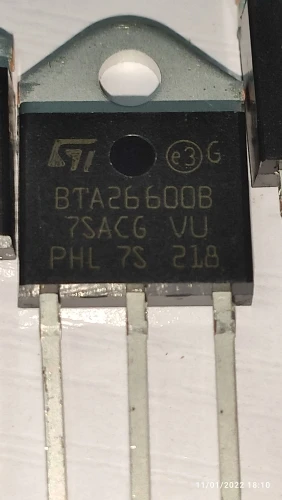 ST e3 G
BTA26600B
7SACG VU
PHL 7S 218
11/01/2022 18:10